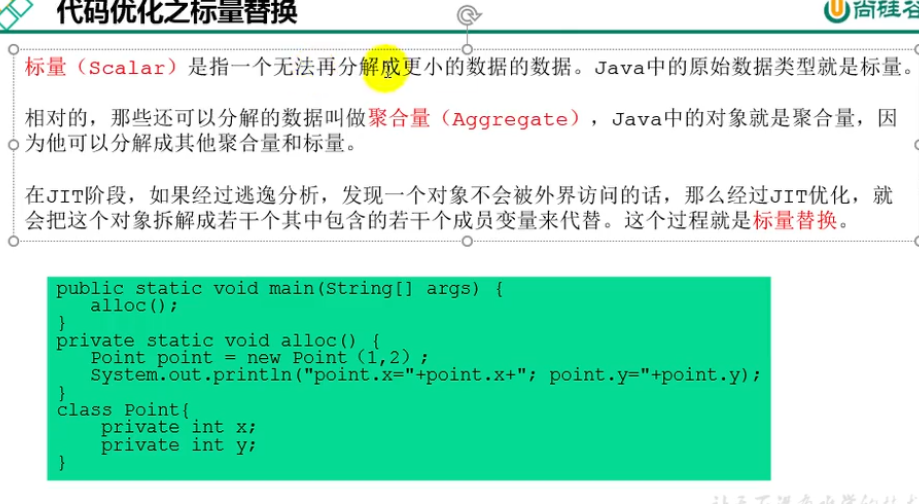 代码优化之标量替换
尚硅谷
标量（Scalar）是指一个无法再分解成更小的数据的数据。Java中的原始数据类型就是标量。
相对的，那些还可以分解的数据叫做聚合量（Aggregate），Java中的对象就是聚合量，因
为他可以分解成其他聚合量和标量。
在JIT阶段，如果经过逃逸分析，发现一个对象不会被外界访问的话，那么经过JIT优化，就
会把这个对象拆解成若干个其中包含的若干个成员变量来代替。这个过程就是标量替换。
public static void main(String[] args) {
alloc();
}
private static void alloc() {
Point point = new Point（1,2）;
System.out.println("point.x="+point.x+"; point.y="+point.y);
}
class Point{
private int x;
private int y;
}